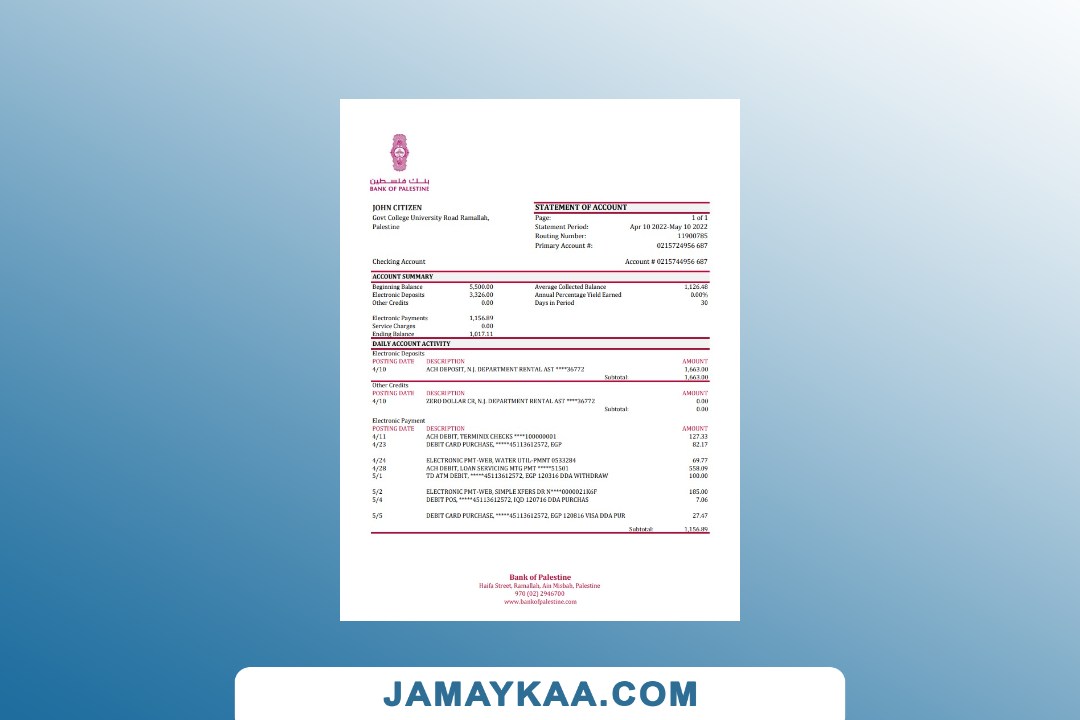 بنك فلسطين
BANK OF PALESTINE
JOHN CITIZEN
Govt College University Road Ramallah,
Palestine
STATEMENT OF ACCOUNT
Page: 1 of 1
Statement Period: Apr 10 2022-May 10 2022
Routing Number: 11900785
Primary Account #: 0215724956 687
Checking Account Account # 0215744956 687
ACCOUNT SUMMARY
Beginning Balance 5,500.00 Average Collected Balance 1,126.48
Electronic Deposits 3,326.00 Annual Percentage Yield Earned 0.00%
Other Credits 0.00 Days in Period 30
Electronic Payments 1,156.89
Service Charges 0.00
Ending Balance 1,017.11
DAILY ACCOUNT ACTIVITY
Electronic Deposits
POSTING DATE DESCRIPTION AMOUNT
4/10 ACH DEPOSIT, N.J. DEPARTMENT RENTAL AST ****36772 1,663.00
Subtotal: 1,663.00
Other Credits
POSTING DATE DESCRIPTION AMOUNT
4/10 ZERO DOLLAR CR, N.J. DEPARTMENT RENTAL AST ****36772 0.00
Subtotal: 0.00
Electronic Payment
POSTING DATE DESCRIPTION AMOUNT
4/11 ACH DEBIT, TERMINIX CHECKS ****100000001 127.33
4/23 DEBIT CARD PURCHASE, *****45113612572, EGP 82.17
4/24 ELECTRONIC PMT-WEB, WATER UTIL-PMNT 0533284 69.77
4/28 ACH DEBIT, LOAN SERVICING MTG PMT *****51501 558.09
5/1 TD ATM DEBIT, *****45113612572, EGP 120316 DDA WITHDRAW 100.00
5/2 ELECTRONIC PMT-WEB, SIMPLE XFERS DR N****0000021K6F 185.00
5/4 DEBIT POS, *****45113612572, IQD 120716 DDA PURCHAS 7.06
5/5 DEBIT CARD PURCHASE, *****45113612572, EGP 120816 VISA DDA PUR 27.47
Subtotal: 1,156.89
Bank of Palestine
Haifa Street, Ramallah, Ain Misbah, Palestine
970 (02) 2946700
www.bankofpalestine.com
JAMAYKAA.COM